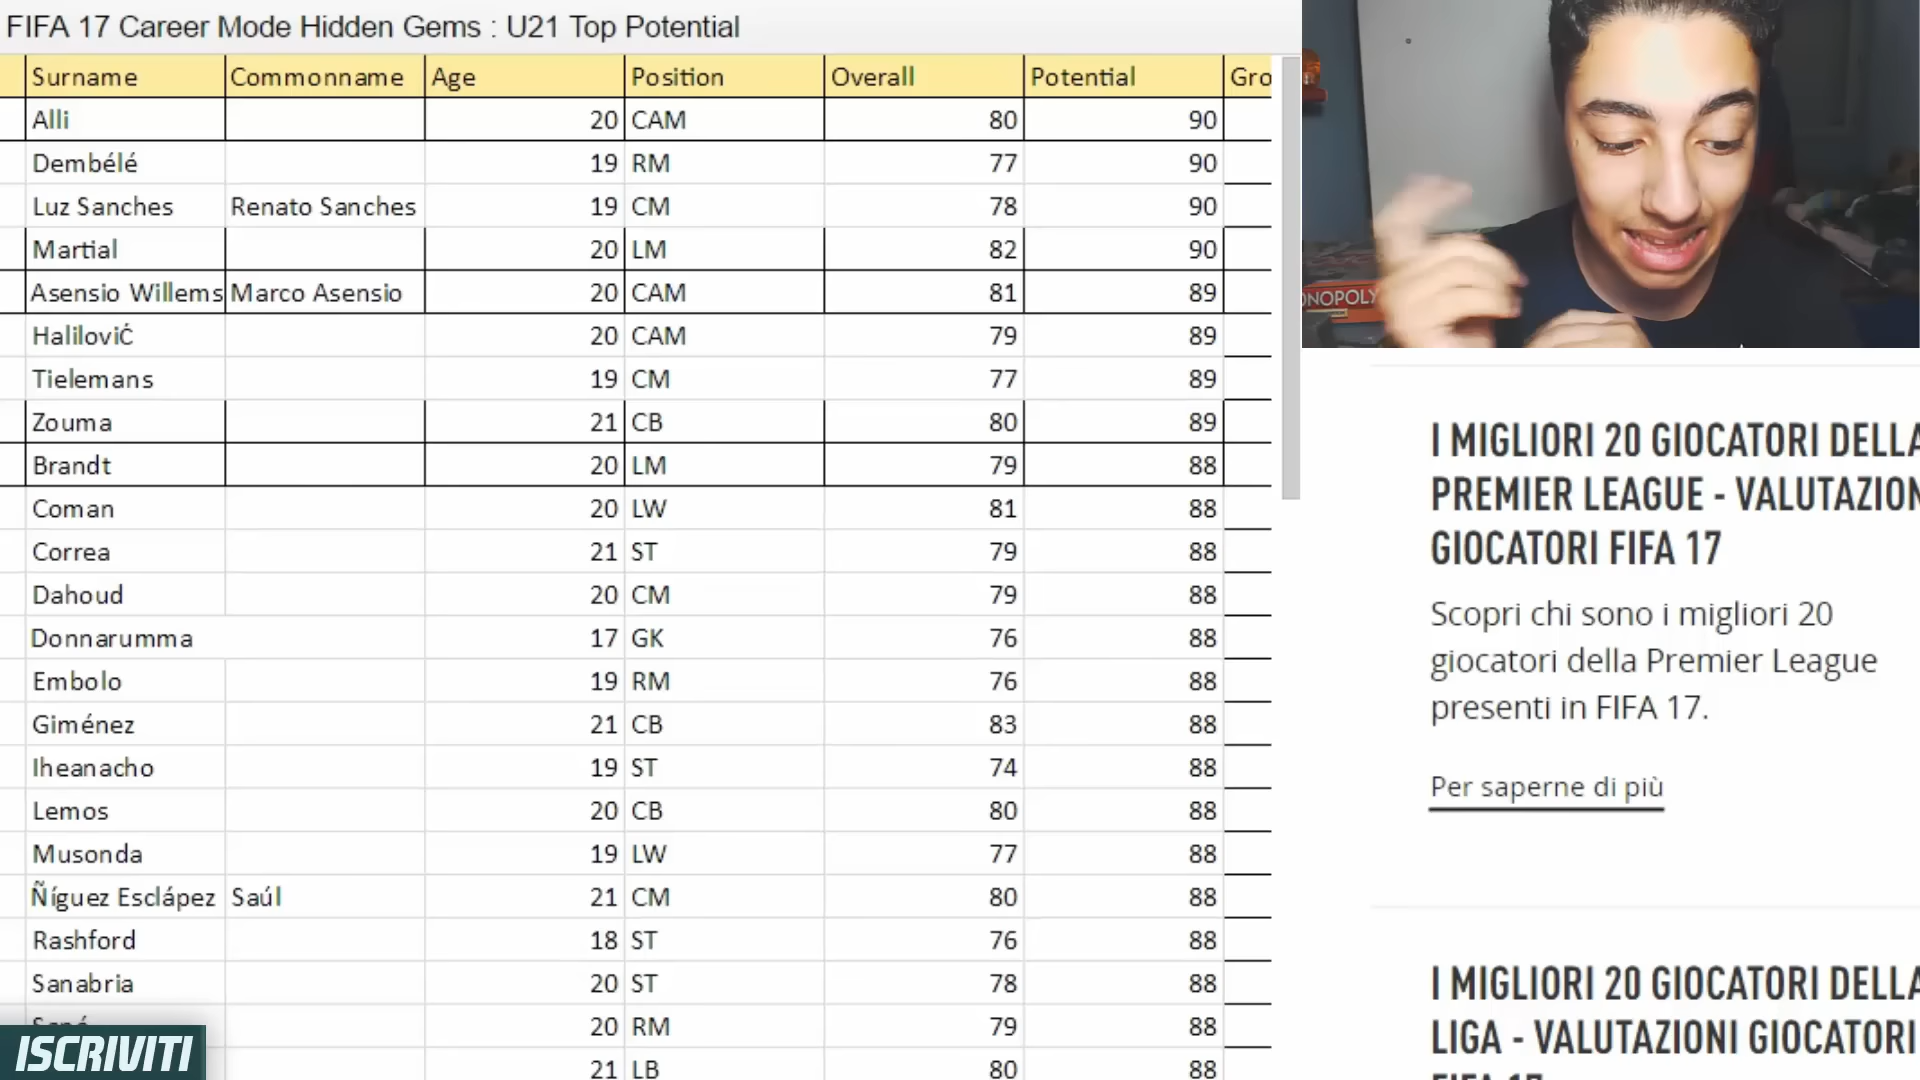 FIFA 17 Career Mode Hidden Gems : U21 Top Potential
Surname Commonname Age Position Overall Potential Gro
Alli 20 CAM 80 90
Dembélé 19 RM 77 90
Luz Sanches Renato Sanches 19 CM 78 90
Martial 20 LM 82 90
Asensio Willems Marco Asensio 20 CAM 81 89
HaliloviĆ 20 CAM 79 89
Tielemans 19 CM 77 89
Zouma 21 CB 80 89
Brandt 20 LM 79 88
Coman 20 LW 81 88
Correa 21 ST 79 88
Dahoud 20 CM 79 88
Donnarumma 17 GK 76 88
Embolo 19 RM 76 88
Giménez 21 CB 83 88
Iheanacho 19 ST 74 88
Lemos 20 CB 80 88
Musonda 19 LW 77 88
Ñíguez Esclápez Saúl 21 CM 80 88
Rashford 18 ST 76 88
Sanabria 20 ST 78 88
20 RM 79 88
21 LB 80 88
ISCRIVITI
ONOPOLY
I MIGLIORI 20 GIOCATORI DELLA
PREMIER LEAGUE - VALUTAZION
GIOCATORI FIFA 17
Scopri chi sono i migliori 20
giocatori della Premier League
presenti in FIFA 17.
Per saperne di più
I MIGLIORI 20 GIOCATORI DELLA
LIGA - VALUTAZIONI GIOCATORI
FIFA 17